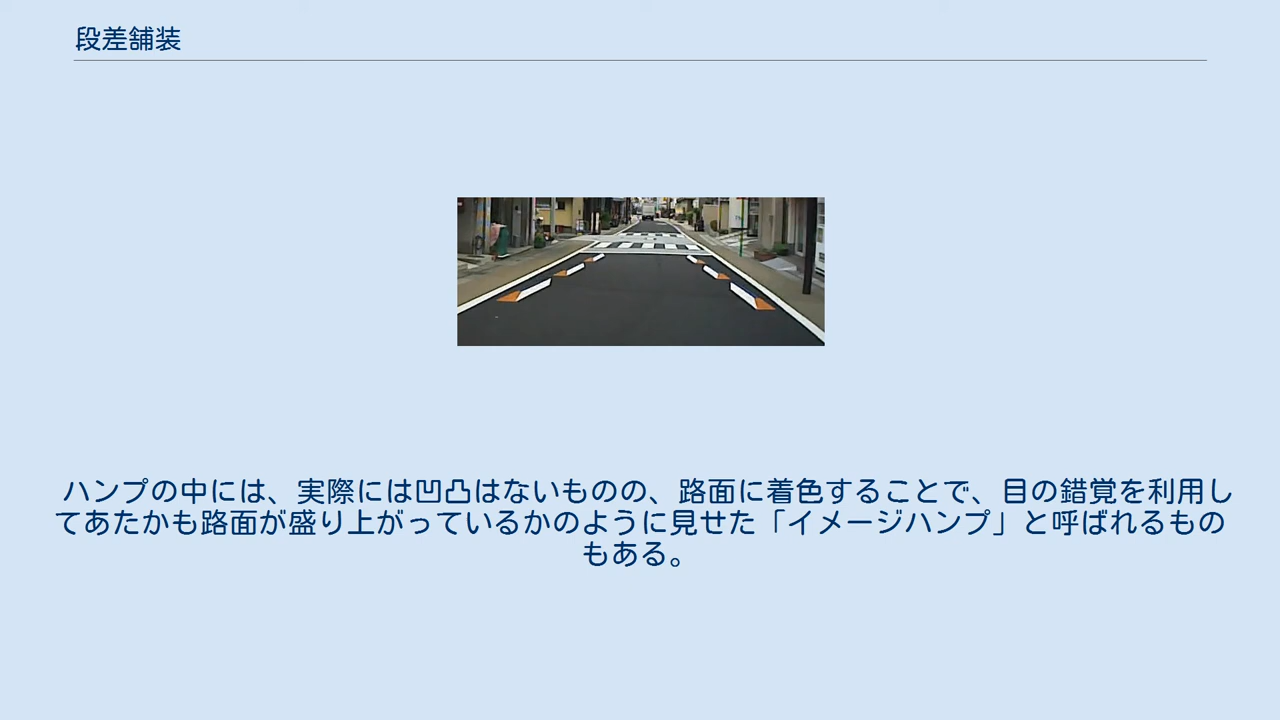 段差舗装
ハンプの中には、実際には凹凸はないものの、路面に着色することで、目の錯覚を利用し
てあたかも路面が盛り上がっているかのように見せた「イメージハンプ」と呼ばれるもの
もある。